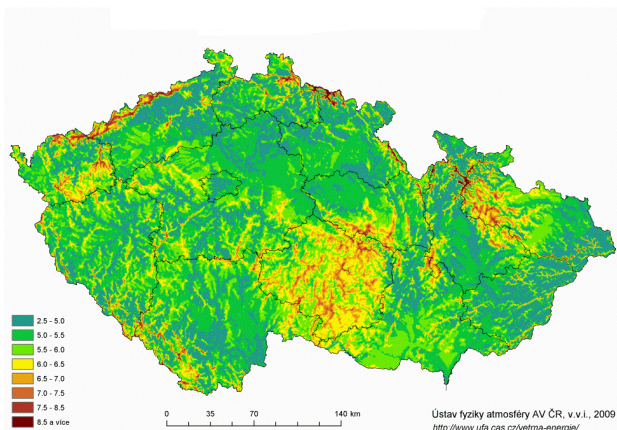 2.5 - 5.0
5.0 - 5.5
5.5 - 6.0
6.0 - 6.5
6.5 - 7.0
7.0 - 7.5
7.5 - 8.5
8.5 a více
0 35 70 140 km
Ústav fyziky atmosféry AV ČR, v.v.i., 2009
http://www.ufa.cas.cz/vetrna-energie/